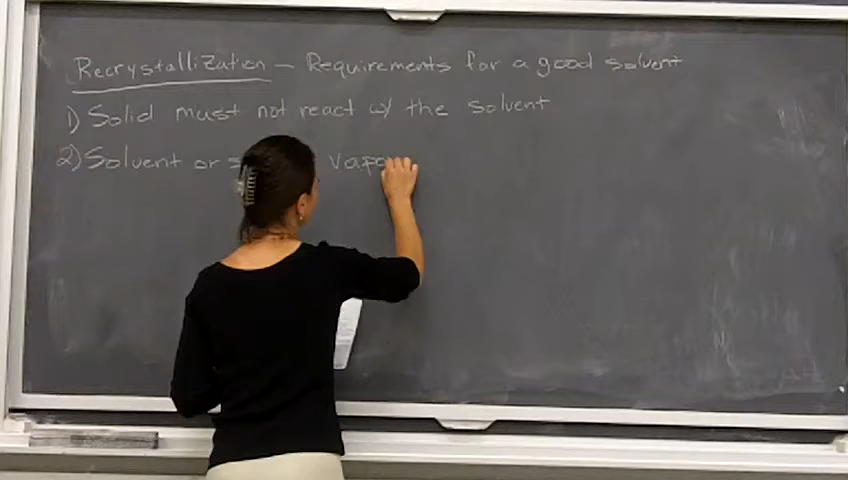 Recrystallization – Requirements for a good solvent
1) Solid must not react w/ the solvent
2) Solvent or